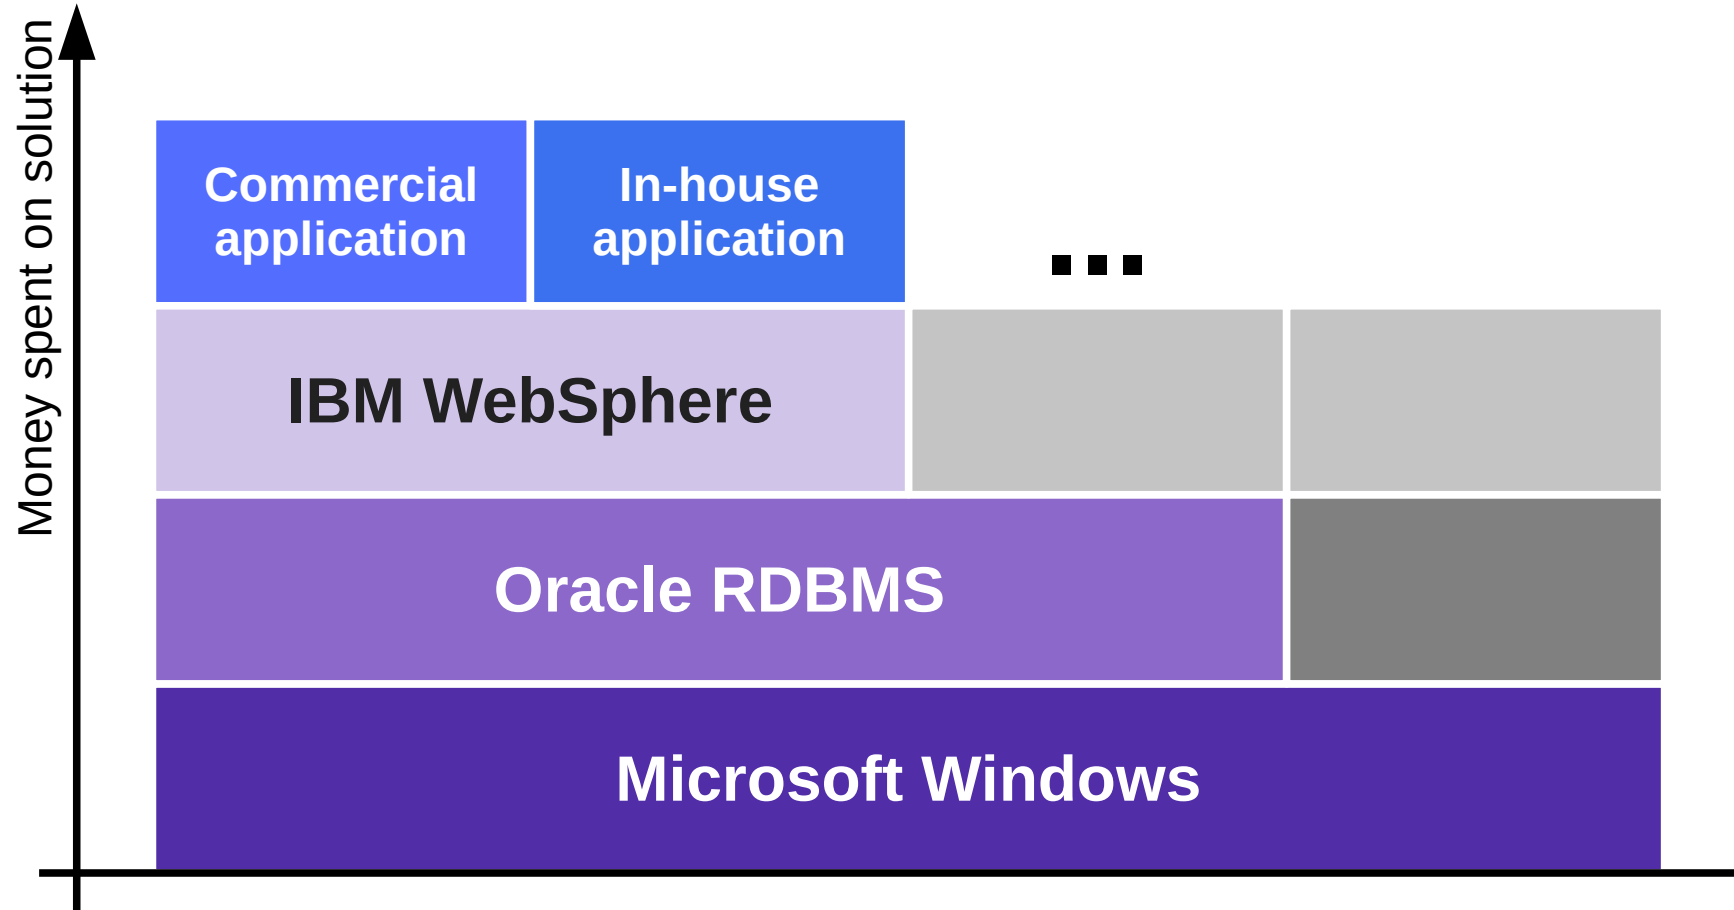 Money spent on solution
Commercial
application
In-house
application
...
IBM WebSphere
Oracle RDBMS
Microsoft Windows